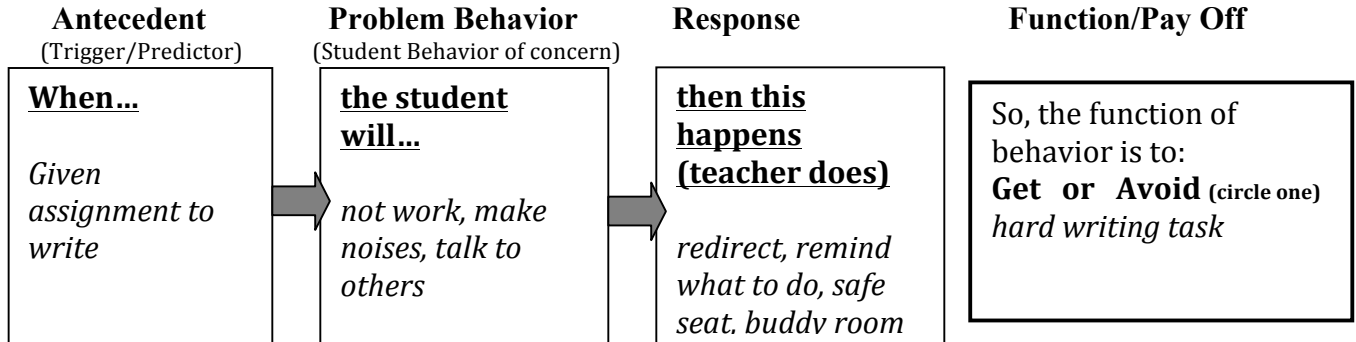 Antecedent
(Trigger/Predictor)
When…
Given
assignment to
write
Problem Behavior
(Student Behavior of concern)
the student
will…
not work, make
noises, talk to
others
Response
then this
happens
(teacher does)
redirect, remind
what to do, safe
seat, buddy room
Function/Pay Off
So, the function of
behavior is to:
Get or Avoid (circle one)
hard writing task